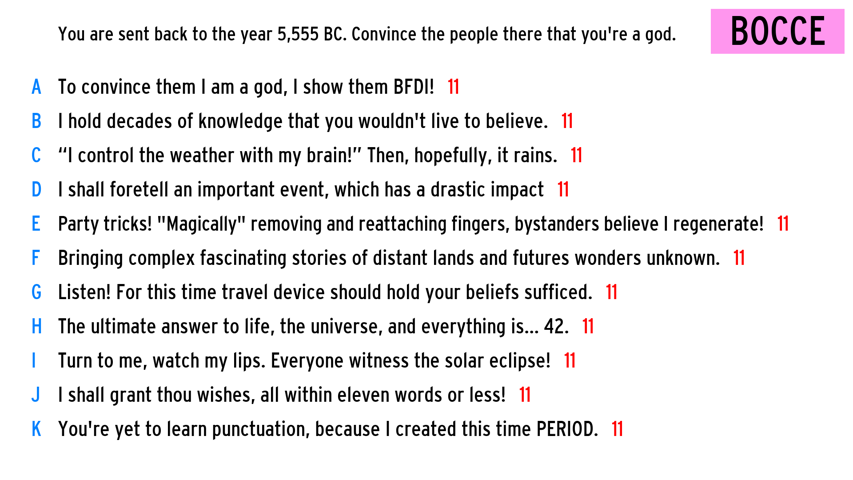 You are sent back to the year 5,555 BC. Convince the people there that you're a god.
BOCCE
A To convince them I am a god, I show them BFDI! 11
B I hold decades of knowledge that you wouldn't live to believe. 11
C “I control the weather with my brain!” Then, hopefully, it rains. 11
D I shall foretell an important event, which has a drastic impact 11
E Party tricks! "Magically" removing and reattaching fingers, bystanders believe I regenerate! 11
F Bringing complex fascinating stories of distant lands and futures wonders unknown. 11
G Listen! For this time travel device should hold your beliefs sufficed. 11
H The ultimate answer to life, the universe, and everything is... 42. 11
I Turn to me, watch my lips. Everyone witness the solar eclipse! 11
J I shall grant thou wishes, all within eleven words or less! 11
K You're yet to learn punctuation, because I created this time PERIOD. 11